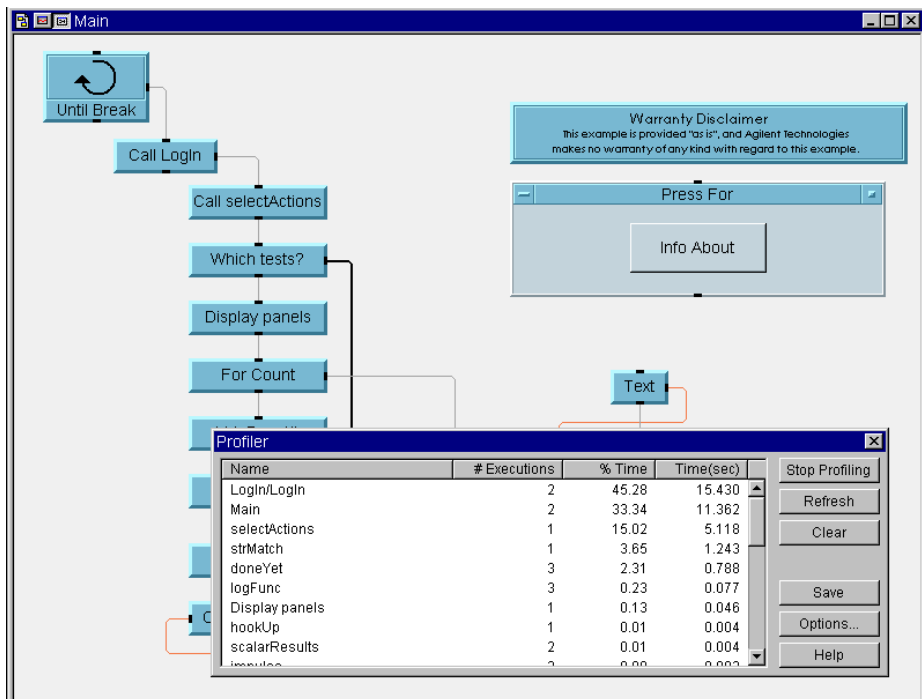 Main
Until Break
Call LogIn
Call selectActions
Which tests?
Display panels
For Count
Warranty Disclaimer
This example is provided "as is", and Agilent Technologies
makes no warranty of any kind with regard to this example.
Press For
Info About
Text
Profiler
Name # Executions % Time Time(sec)
LogIn/LogIn 2 45.28 15.430
Main 2 33.34 11.362
selectActions 1 15.02 5.118
strMatch 1 3.65 1.243
doneYet 3 2.31 0.788
logFunc 3 0.23 0.077
Display panels 1 0.13 0.046
hookUp 1 0.01 0.004
scalarResults 2 0.01 0.004
Stop Profiling
Refresh
Clear
Save
Options...
Help